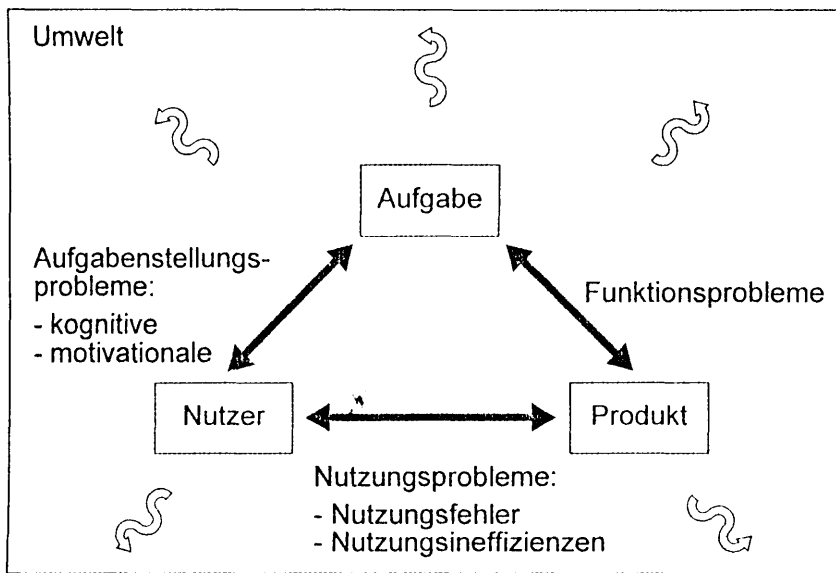 Umwelt
Aufgabe
Aufgabenstellungs-
probleme:
- kognitive
- motivationale
Funktionsprobleme
Nutzer
Produkt
Nutzungsprobleme:
- Nutzungsfehler
- Nutzungsineffizienzen